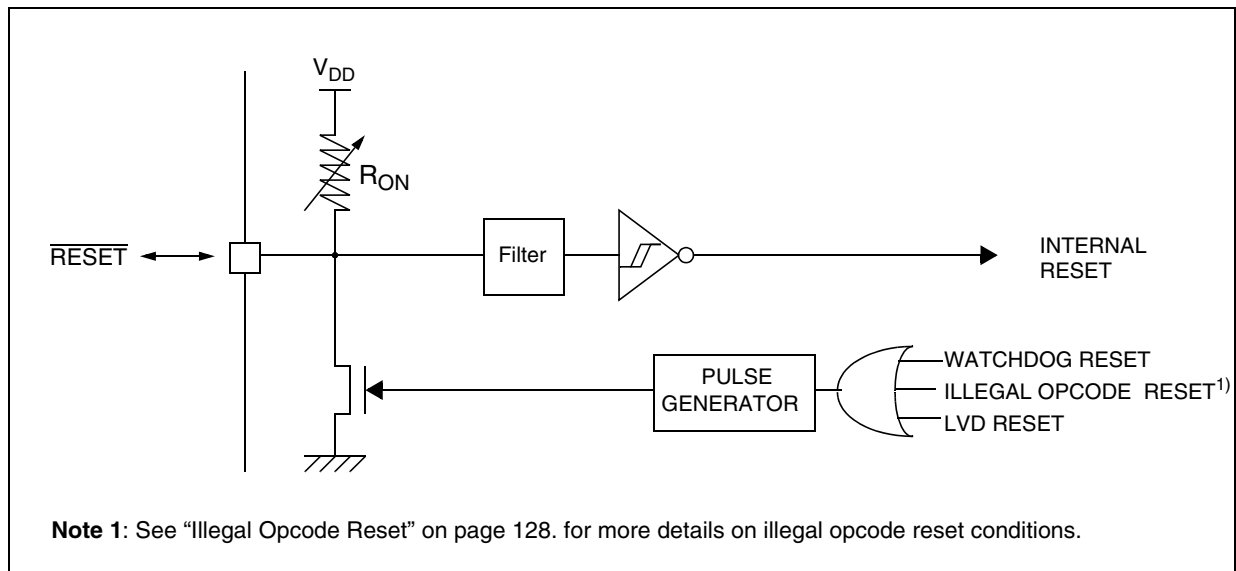 VDD
RON
RESET
Filter
INTERNAL
RESET
PULSE
GENERATOR
WATCHDOG RESET
ILLEGAL OPCODE RESET1)
LVD RESET
Note 1: See “Illegal Opcode Reset” on page 128. for more details on illegal opcode reset conditions.